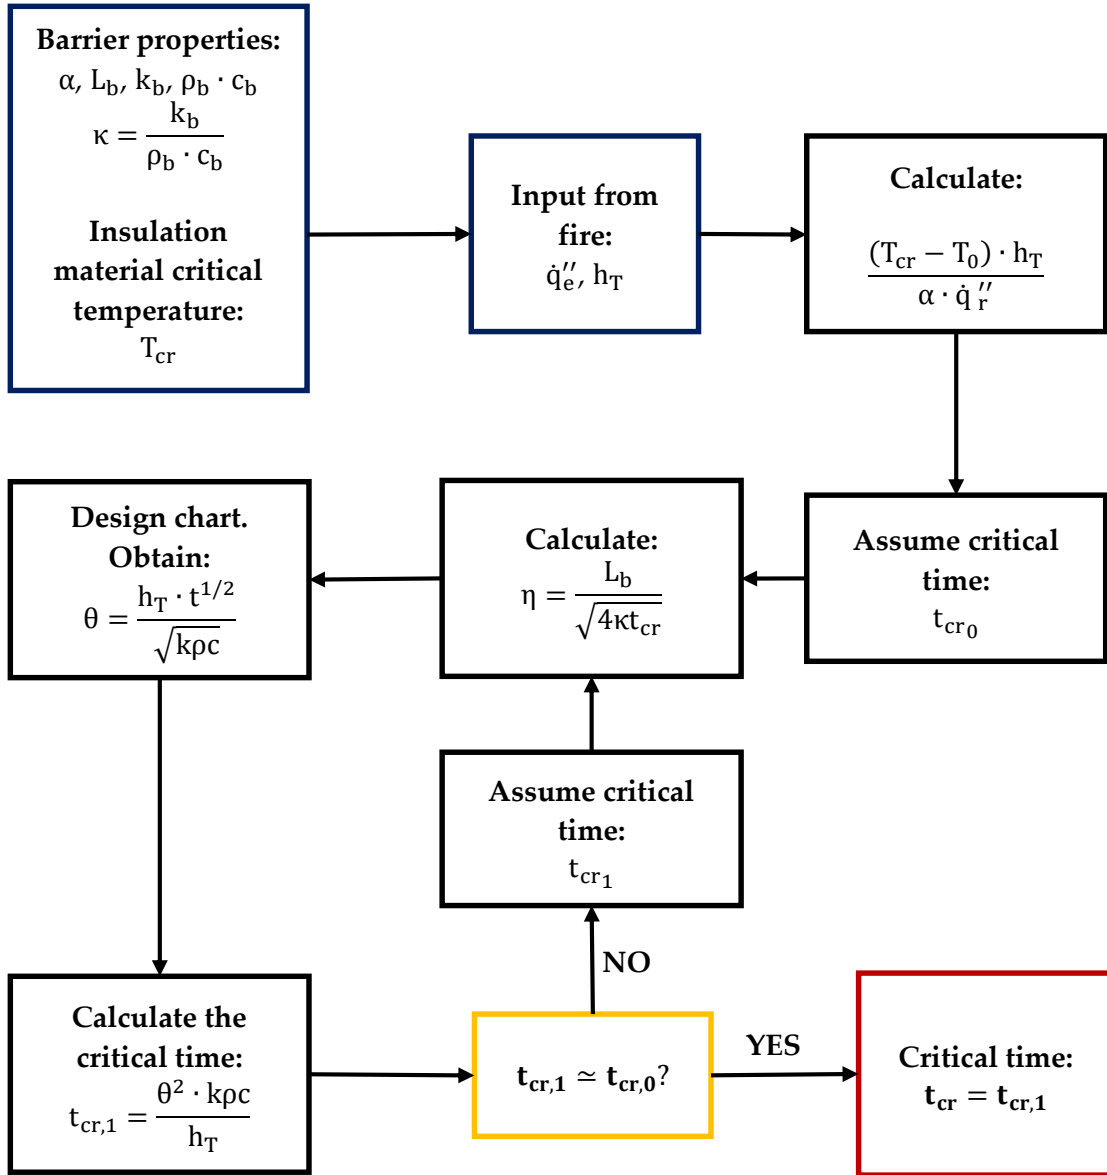 Barrier properties:
α, L_b, k_b, ρ_b · c_b
κ = k_b / (ρ_b · c_b)
Insulation
material critical
temperature:
T_cr
Input from
fire:
q̇″_e, h_T
Calculate:
(T_cr − T_0) · h_T / (α · q̇″_r)
Assume critical
time:
t_cr_0
Calculate:
η = L_b / √(4κt_cr)
Design chart.
Obtain:
θ = h_T · t^{1/2} / √(kρc)
Calculate the
critical time:
t_cr,1 = θ² · kρc / h_T
t_cr,1 ≃ t_cr,0?
NO
Assume critical
time:
t_cr_1
YES
Critical time:
t_cr = t_cr,1